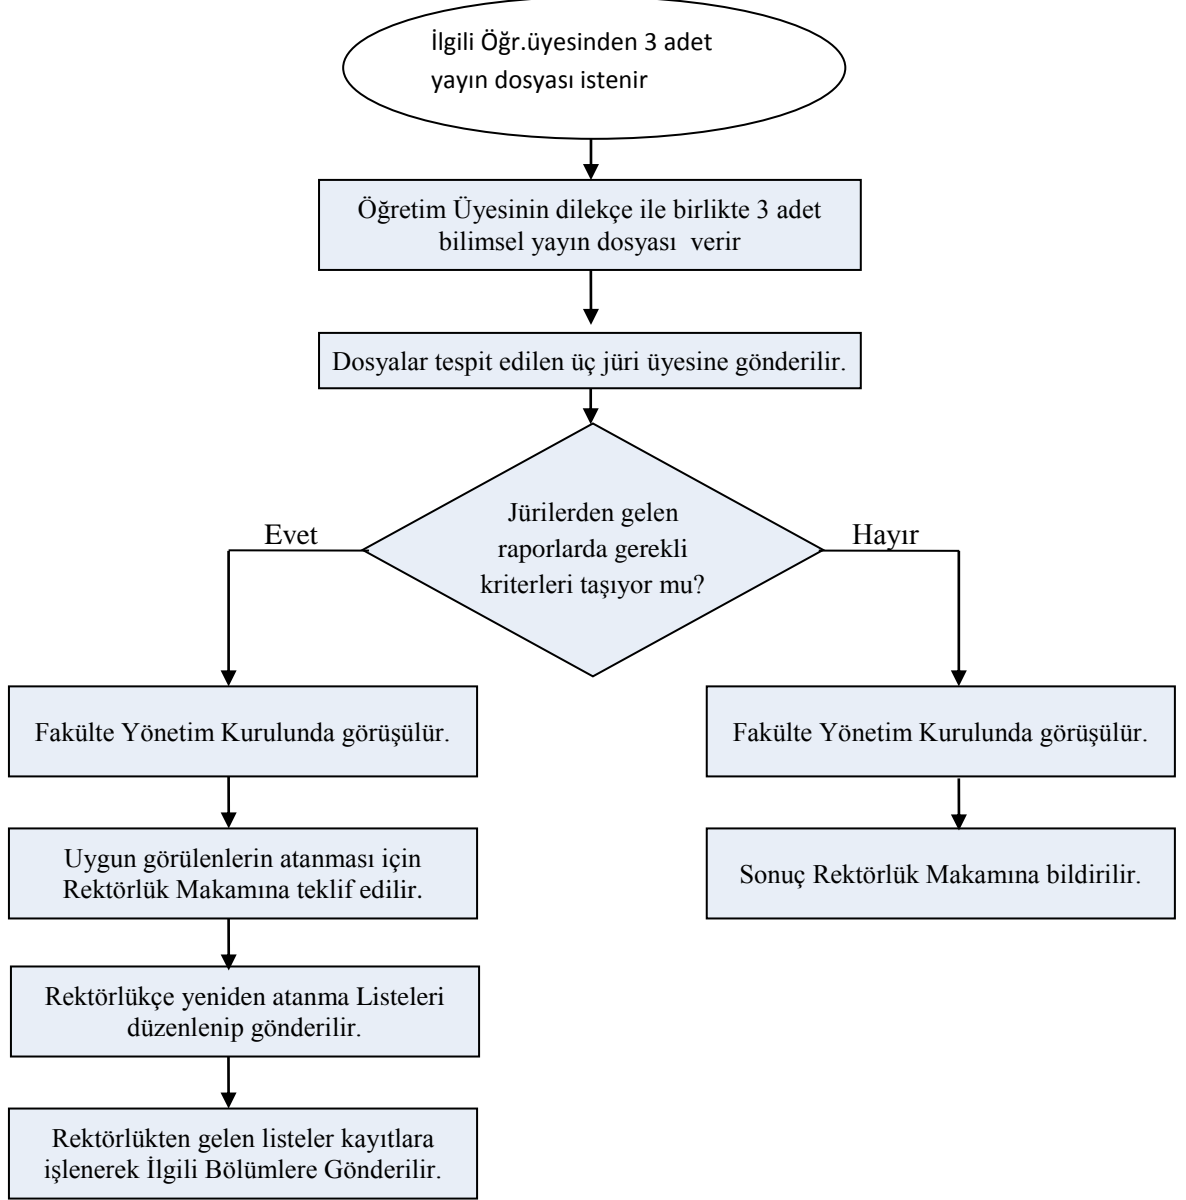 İlgili Öğr.üyesinden 3 adet
yayın dosyası istenir
Öğretim Üyesinin dilekçe ile birlikte 3 adet
bilimsel yayın dosyası verir
Dosyalar tespit edilen üç jüri üyesine gönderilir.
Jürilerden gelen
raporlarda gerekli
kriterleri taşıyor mu?
Evet
Hayır
Fakülte Yönetim Kurulunda görüşülür.
Uygun görülenlerin atanması için
Rektörlük Makamına teklif edilir.
Rektörlükçe yeniden atanma Listeleri
düzenlenip gönderilir.
Rektörlükten gelen listeler kayıtlara
işlenerek İlgili Bölümlere Gönderilir.
Fakülte Yönetim Kurulunda görüşülür.
Sonuç Rektörlük Makamına bildirilir.